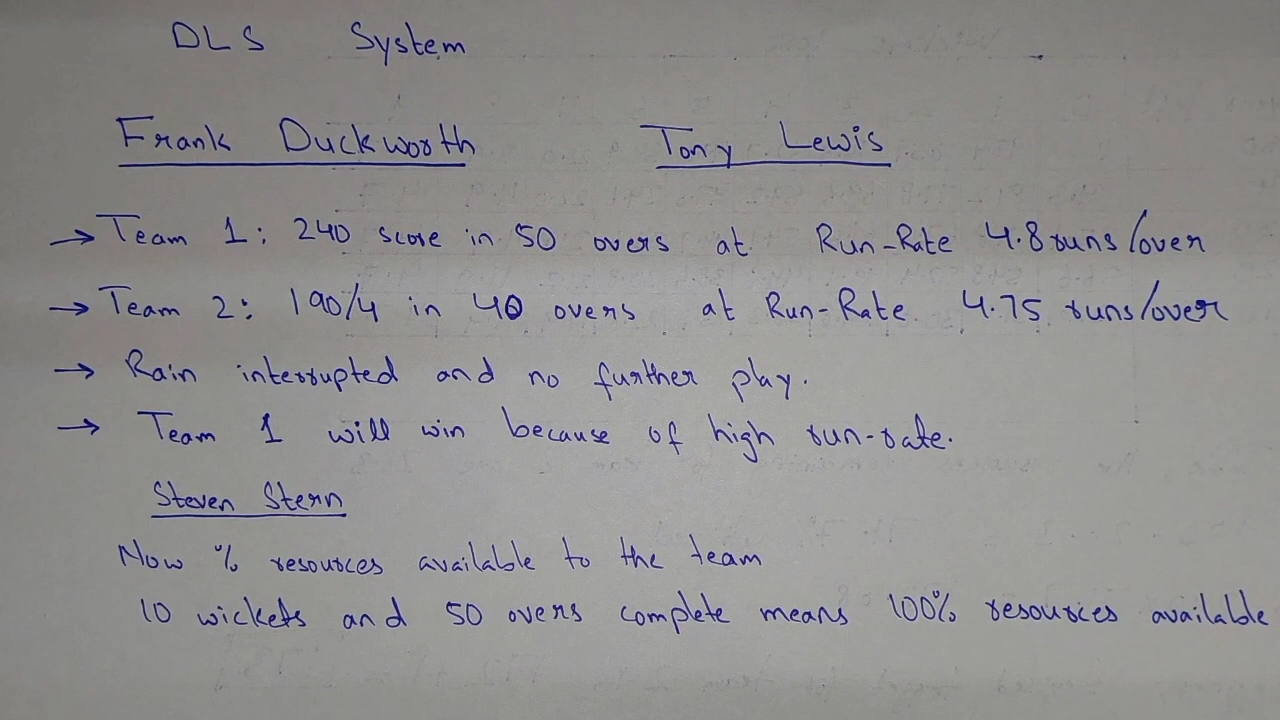 DLS System
Frank Duckworth Tony Lewis
→ Team 1: 240 score in 50 overs at Run-Rate 4.8 runs/over
→ Team 2: 190/4 in 40 overs at Run-Rate 4.75 runs/over
→ Rain interrupted and no further play.
→ Team 1 will win because of high run-rate.
Steven Stern
Now % resources available to the team
10 wickets and 50 overs complete means 100% resources available